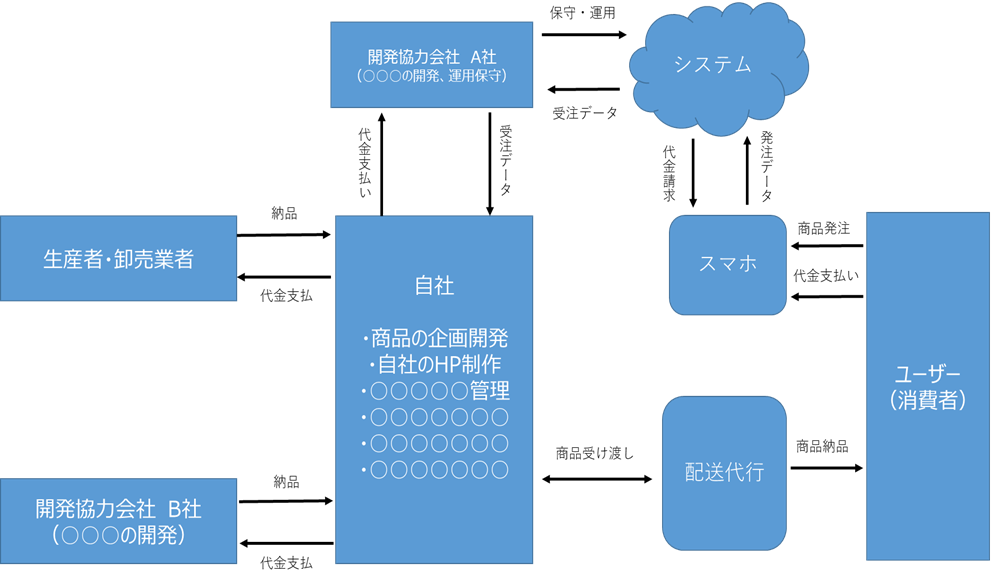 保守・運用
開発協力会社　A社
（○○○の開発、運用保守）
システム
受注データ
代金支払い
受注データ
代金請求
発注データ
納品
生産者・卸売業者
代金支払
自社
・商品の企画開発
・自社のHP制作
・○○○○○管理
・○○○○○○○
・○○○○○○○
・○○○○○○○
スマホ
商品発注
代金支払い
ユーザー
（消費者）
納品
開発協力会社　B社
（○○○の開発）
代金支払
商品受け渡し
配送代行
商品納品